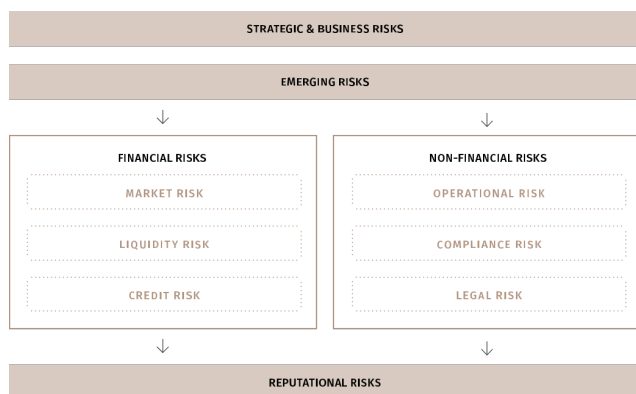 STRATEGIC & BUSINESS RISKS
EMERGING RISKS
FINANCIAL RISKS
MARKET RISK
LIQUIDITY RISK
CREDIT RISK
NON-FINANCIAL RISKS
OPERATIONAL RISK
COMPLIANCE RISK
LEGAL RISK
REPUTATIONAL RISKS